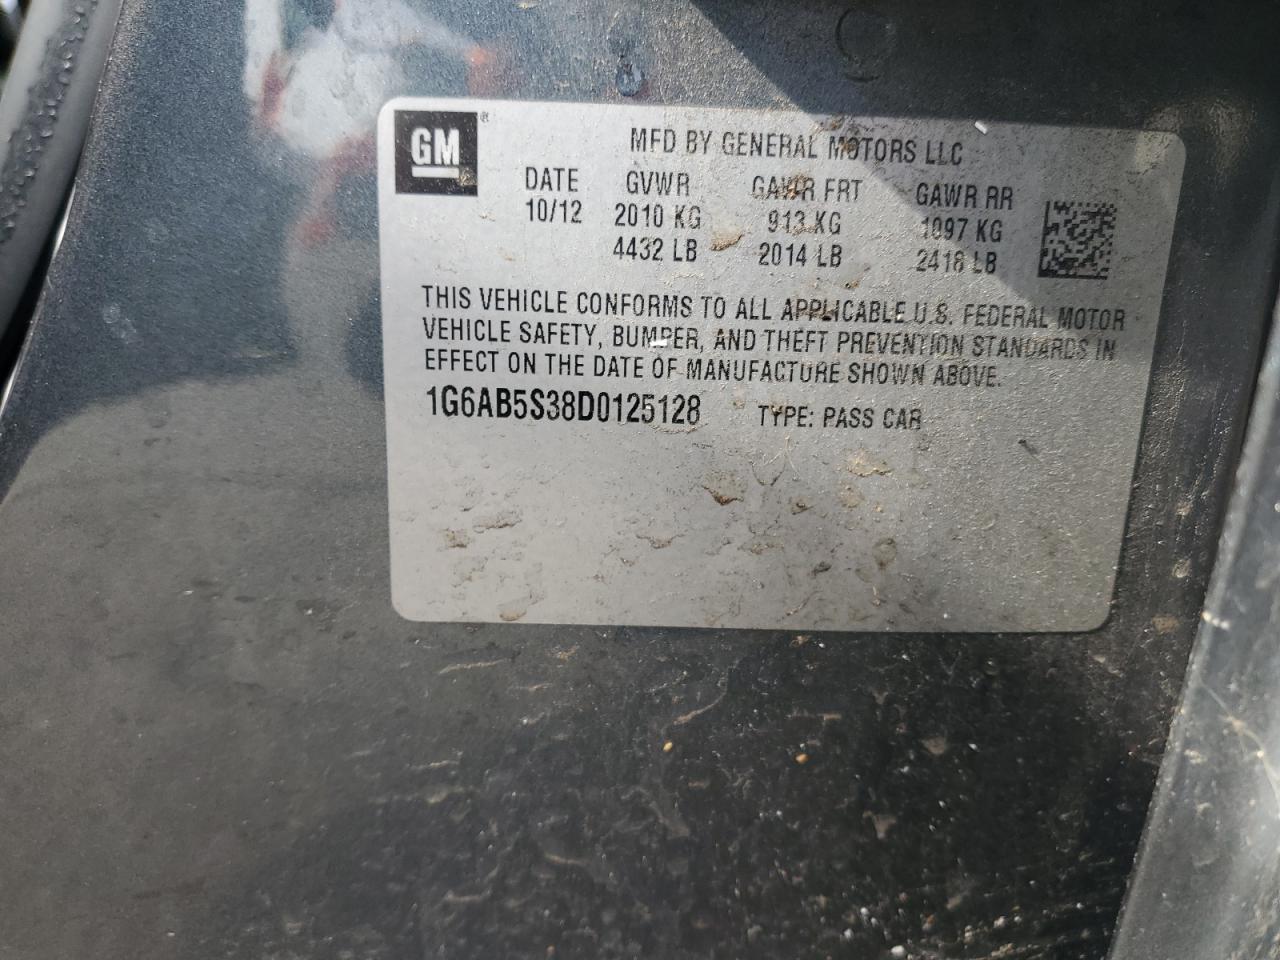 GM ®
MFD BY GENERAL MOTORS LLC
DATE GVWR GAWR FRT GAWR RR
10/12 2010 KG 913 KG 1097 KG
4432 LB 2014 LB 2418 LB
THIS VEHICLE CONFORMS TO ALL APPLICABLE U.S. FEDERAL MOTOR
VEHICLE SAFETY, BUMPER, AND THEFT PREVENTION STANDARDS IN
EFFECT ON THE DATE OF MANUFACTURE SHOWN ABOVE.
1G6AB5S38D0125128 TYPE: PASS CAR